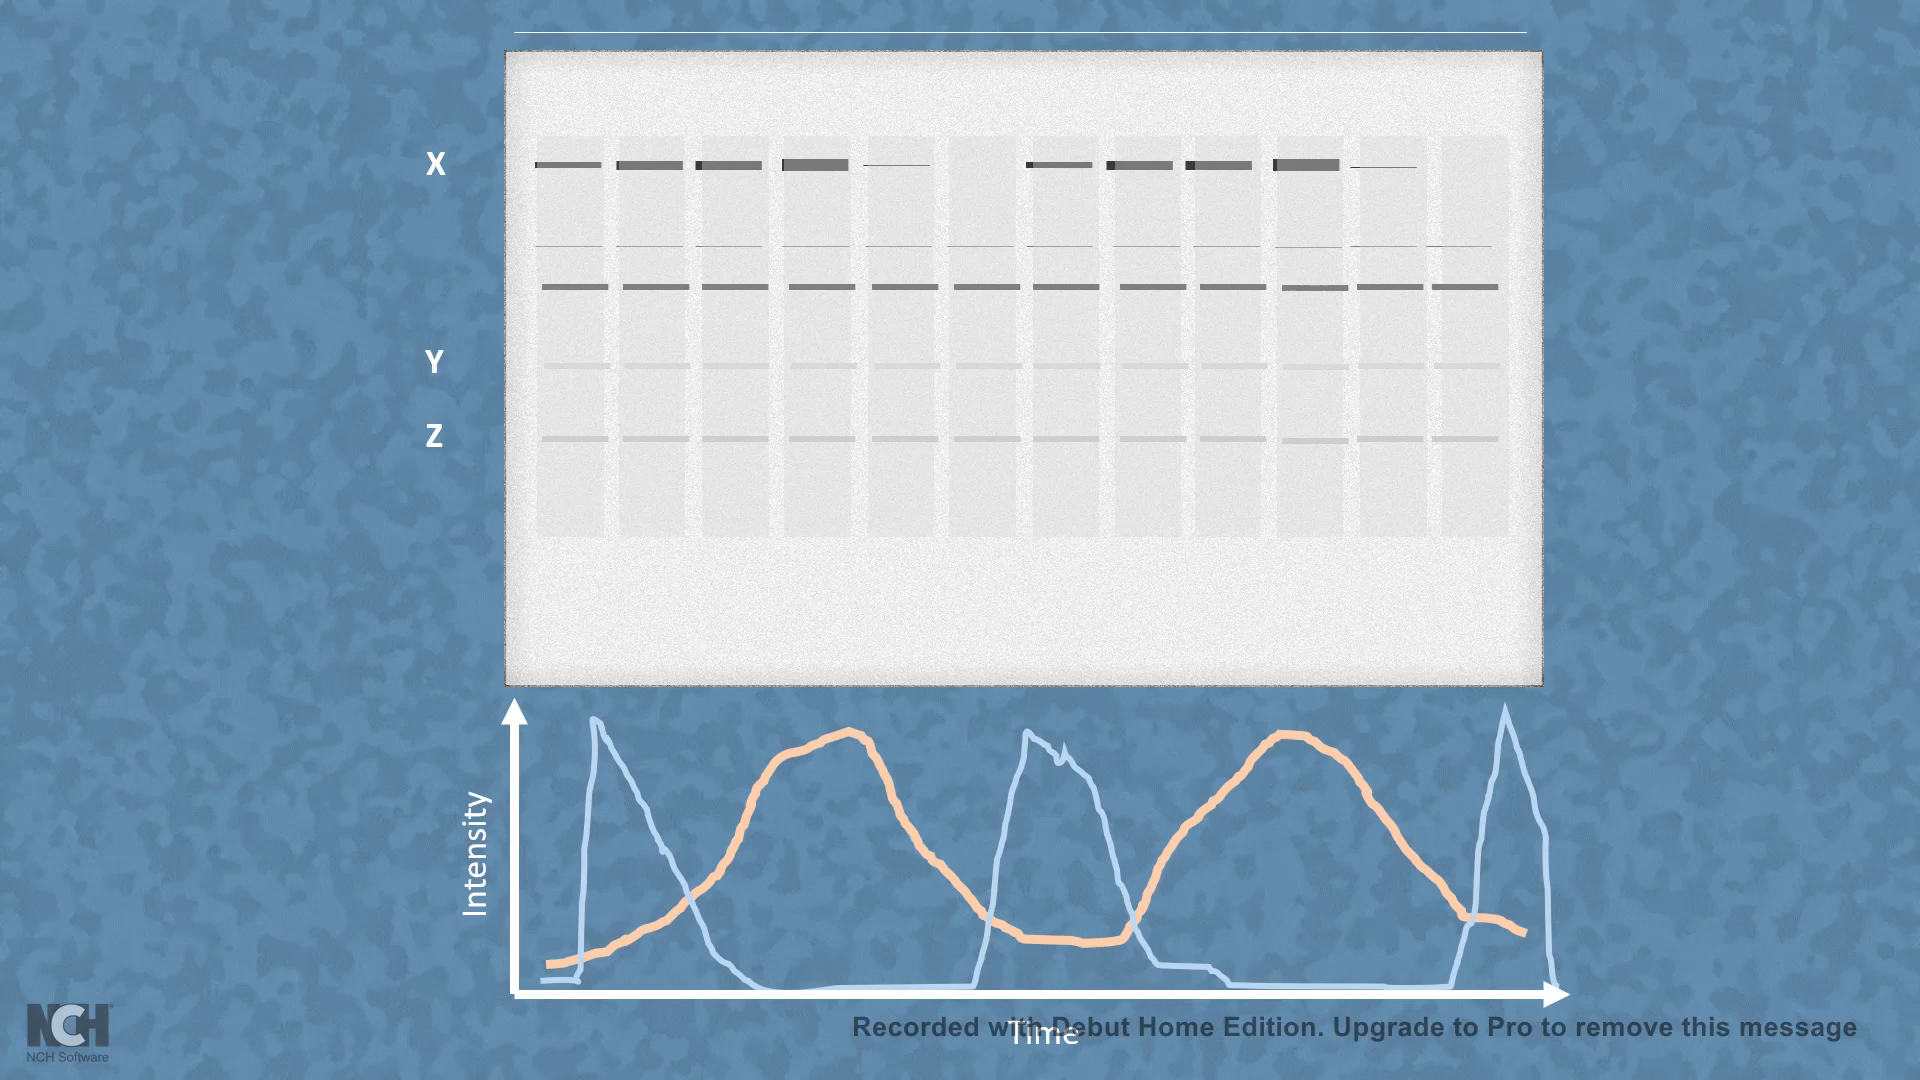 X
Y
Z
Intensity
Time
Recorded with Debut Home Edition. Upgrade to Pro to remove this message
NCH
NCH Software